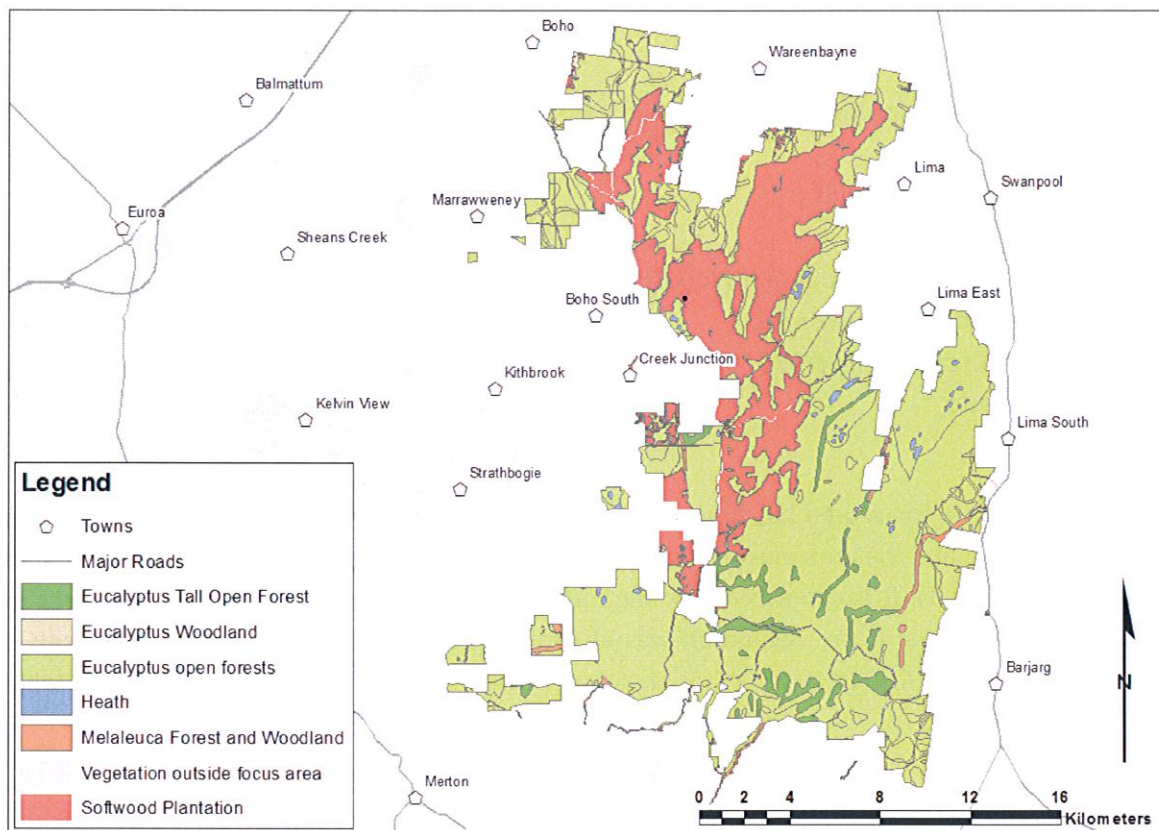 Boho
Wareenbayne
Balmattum
Lima
Swanpool
Marrawweney
Euroa
Sheans Creek
Lima East
Boho South
Creek Junction
Kithbrook
Kelvin View
Lima South
Strathbogie
Legend
Towns
Major Roads
Eucalyptus Tall Open Forest
Eucalyptus Woodland
Eucalyptus open forests
Heath
Melaleuca Forest and Woodland
Vegetation outside focus area
Softwood Plantation
Barjarg
N
Merton
0 2 4 8 12 16
Kilometers